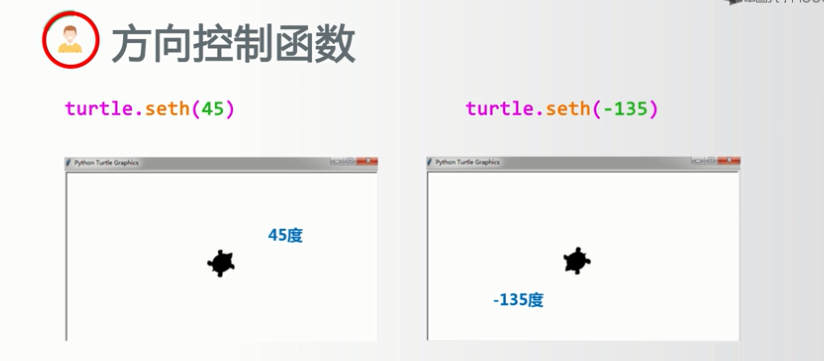 方向控制函数
turtle.seth(45)
turtle.seth(-135)
Python Turtle Graphics
Python Turtle Graphics
45度
-135度